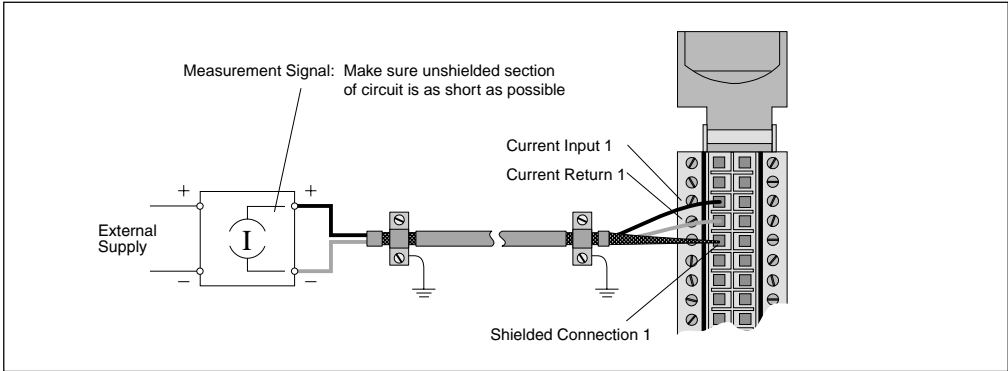 Measurement Signal: Make sure unshielded section
of circuit is as short as possible
Current Input 1
Current Return 1
+ +
External
Supply
I
– –
Shielded Connection 1